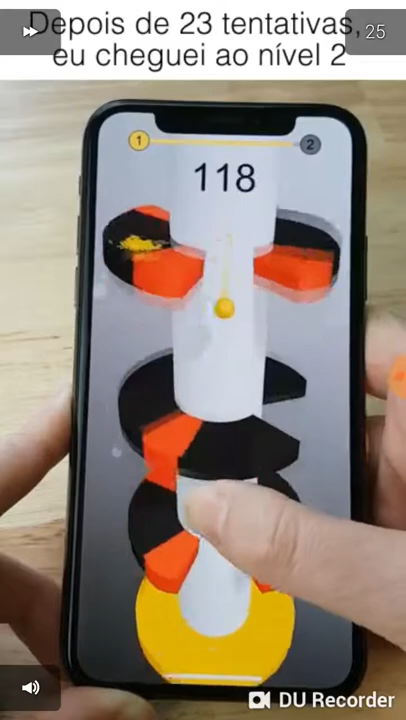 Depois de 23 tentativas,
25
eu cheguei ao nível 2
1
2
118
DU Recorder